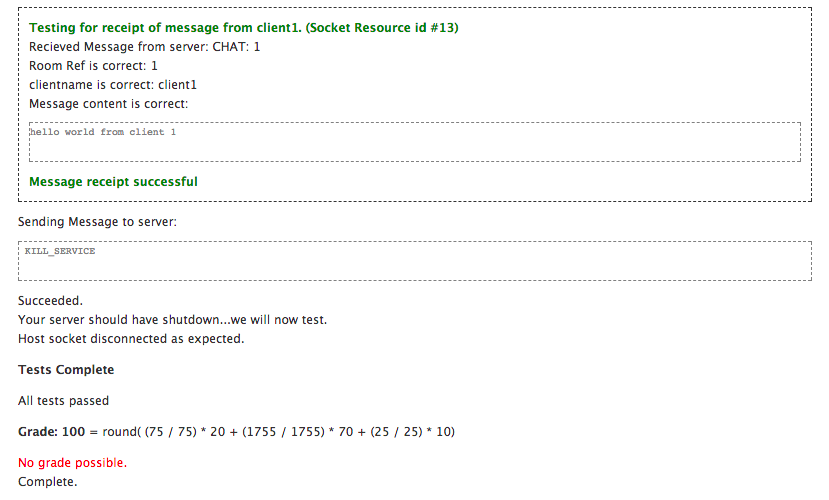 Testing for receipt of message from client1. (Socket Resource id #13)
Recieved Message from server: CHAT: 1
Room Ref is correct: 1
clientname is correct: client1
Message content is correct:
hello world from client 1
Message receipt successful
Sending Message to server:
KILL_SERVICE
Succeeded.
Your server should have shutdown...we will now test.
Host socket disconnected as expected.
Tests Complete
All tests passed
Grade: 100 = round( (75 / 75) * 20 + (1755 / 1755) * 70 + (25 / 25) * 10)
No grade possible.
Complete.